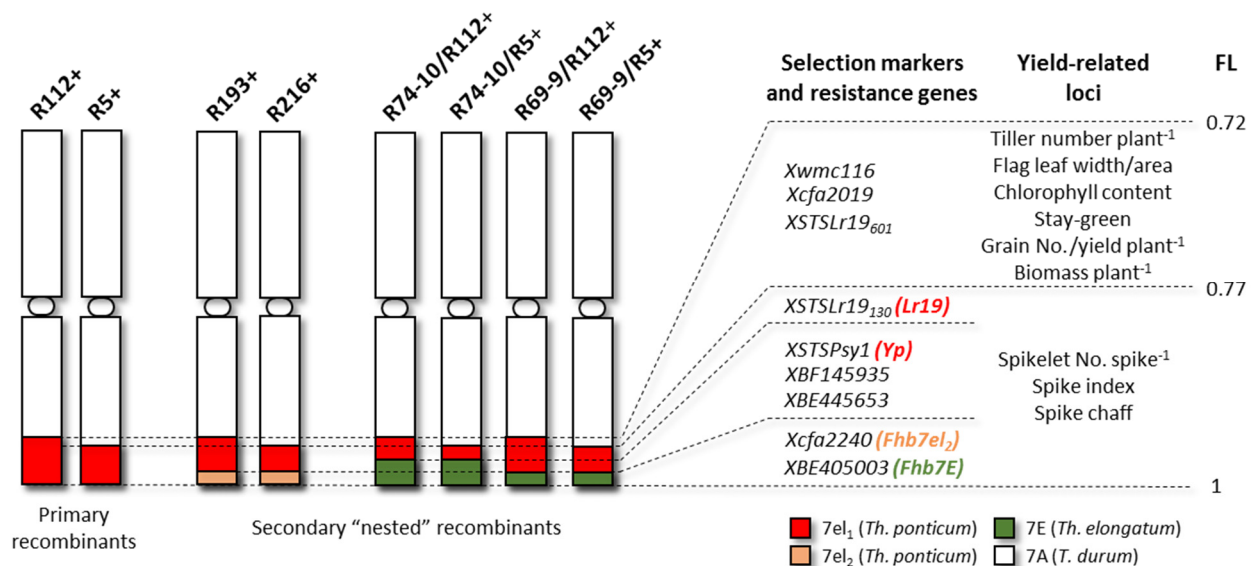 R112+
R5+
R193+
R216+
R74-10/R112+
R74-10/R5+
R69-9/R112+
R69-9/R5+
Selection markers
and resistance genes
Yield-related
loci
FL
0.72
Xwmc116
Xcfa2019
XSTSLr19₆₀₁
Tiller number plant⁻¹
Flag leaf width/area
Chlorophyll content
Stay-green
Grain No./yield plant⁻¹
Biomass plant⁻¹
0.77
XSTSLr19₁₃₀ (Lr19)
XSTSPsy1 (Yp)
XBF145935
XBE445653
Spikelet No. spike⁻¹
Spike index
Spike chaff
Xcfa2240 (Fhb7el₂)
XBE405003 (Fhb7E)
1
Primary
recombinants
Secondary “nested” recombinants
7el₁ (Th. ponticum)
7E (Th. elongatum)
7el₂ (Th. ponticum)
7A (T. durum)